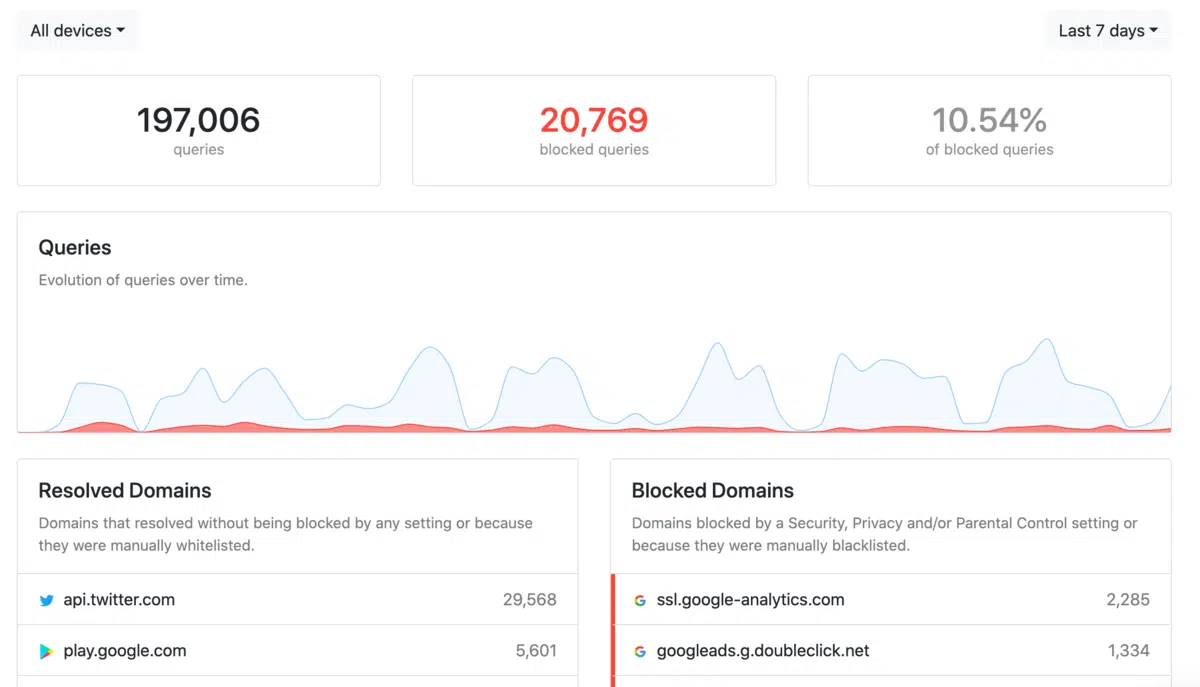 All devices
Last 7 days
197,006
queries
20,769
blocked queries
10.54%
of blocked queries
Queries
Evolution of queries over time.
Resolved Domains
Domains that resolved without being blocked by any setting or because
they were manually whitelisted.
api.twitter.com 29,568
play.google.com 5,601
Blocked Domains
Domains blocked by a Security, Privacy and/or Parental Control setting or
because they were manually blacklisted.
ssl.google-analytics.com 2,285
googleads.g.doubleclick.net 1,334